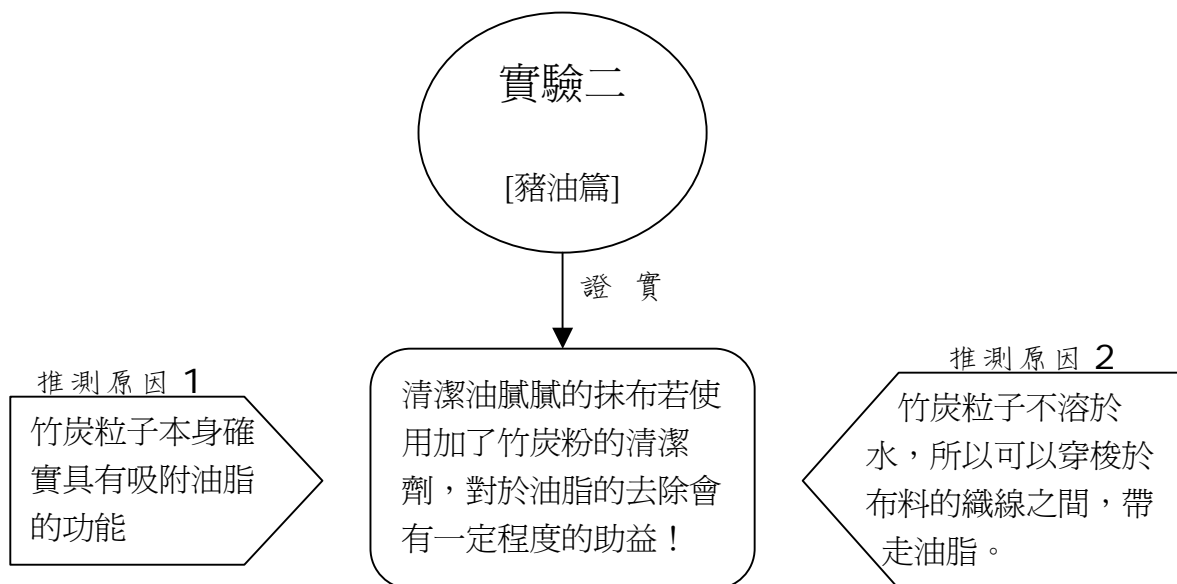 實驗二
[豬油篇]
證 實
推測原因 1
竹炭粒子本身確
實具有吸附油脂
的功能
清潔油膩膩的抹布若使
用加了竹炭粉的清潔
劑，對於油脂的去除會
有一定程度的助益！
推測原因 2
竹炭粒子不溶於
水，所以可以穿梭於
布料的織線之間，帶
走油脂。